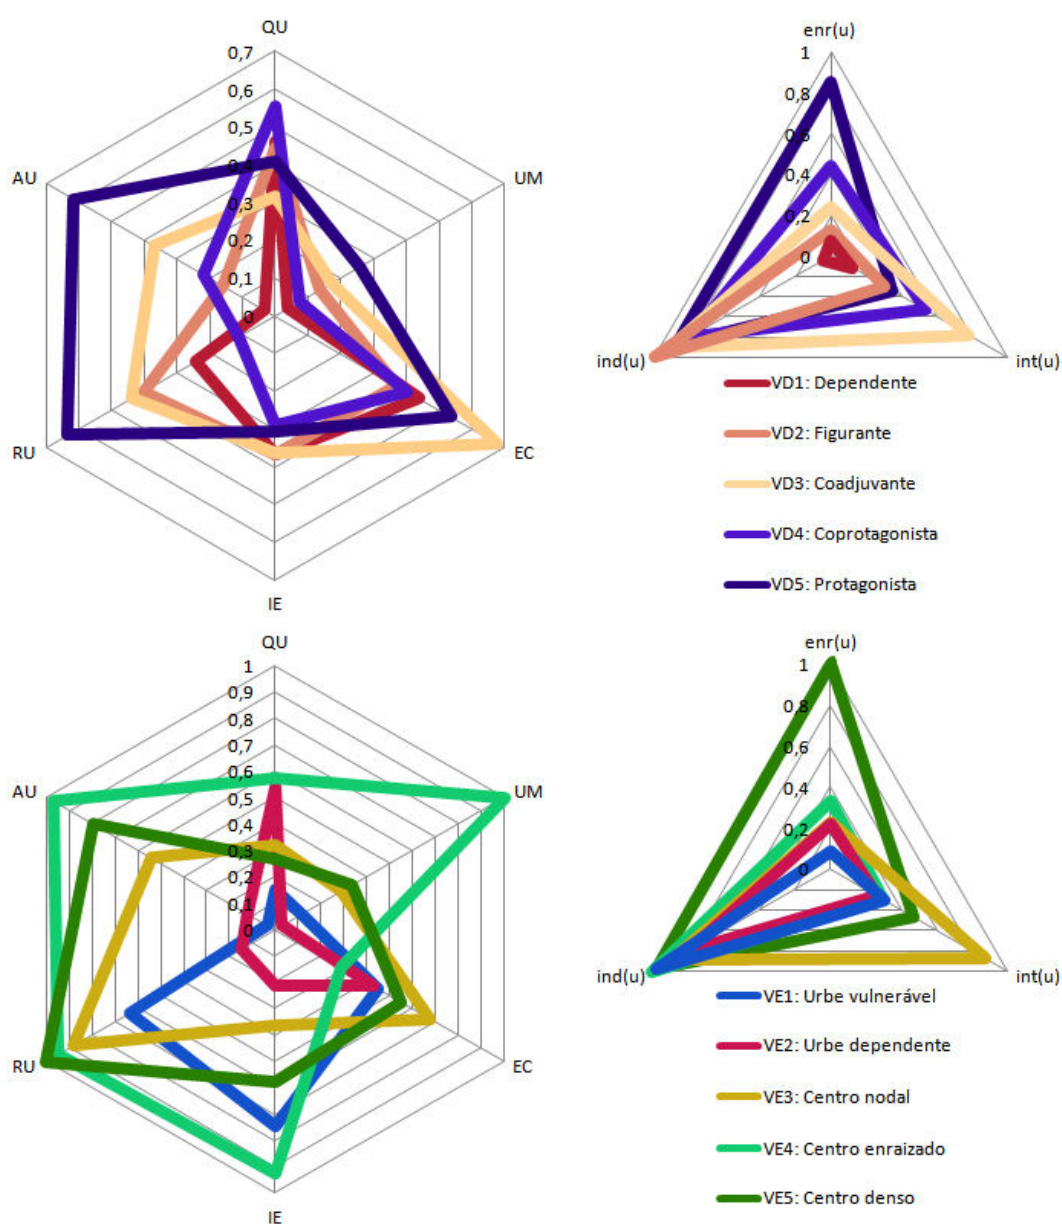 QU
0,7
0,6
0,5
0,4
0,3
0,2
0,1
0
AU
UM
RU
EC
IE
enr(u)
1
0,8
0,6
0,4
0,2
0
ind(u)
int(u)
VD1: Dependente
VD2: Figurante
VD3: Coadjuvante
VD4: Coprotagonista
VD5: Protagonista
QU
1
0,9
0,8
0,7
0,6
0,5
0,4
0,3
0,2
0,1
0
AU
UM
RU
EC
IE
enr(u)
1
0,8
0,6
0,4
0,2
0
ind(u)
int(u)
VE1: Urbe vulnerável
VE2: Urbe dependente
VE3: Centro nodal
VE4: Centro enraizado
VE5: Centro denso